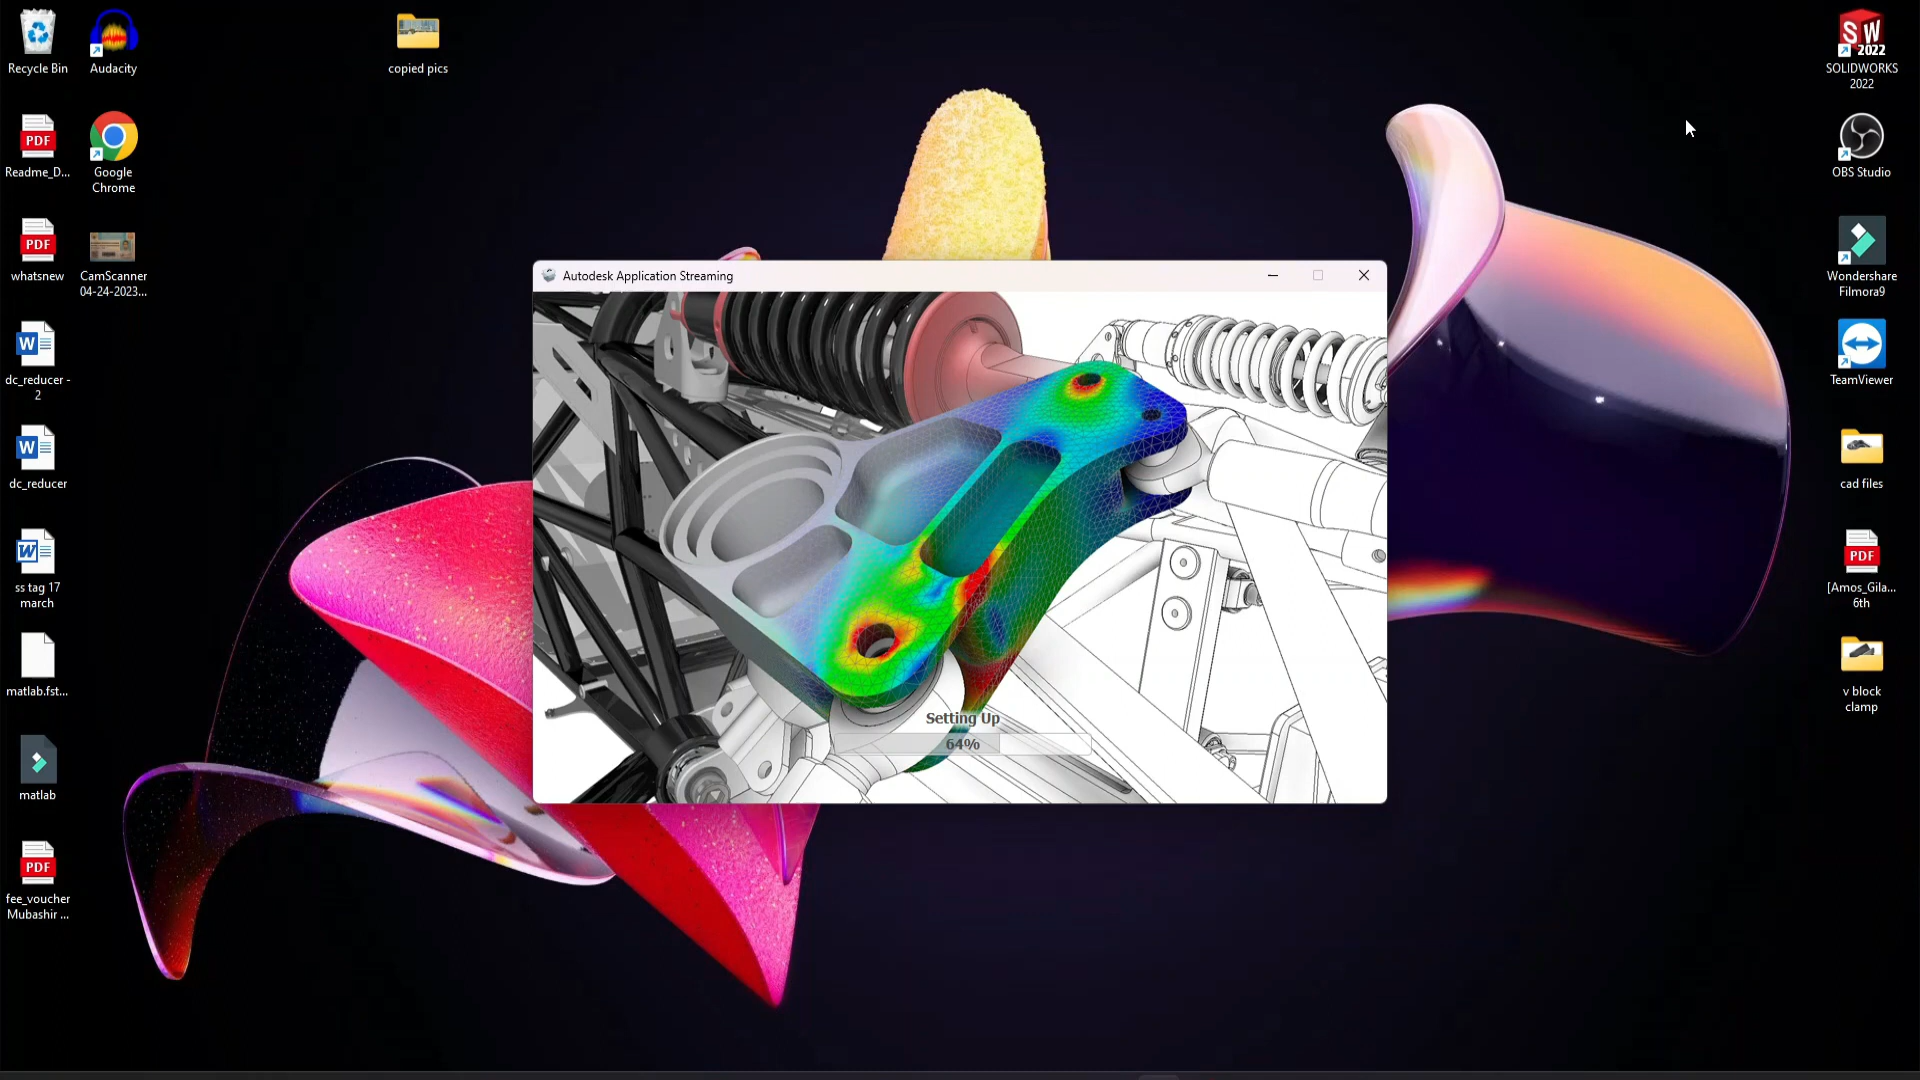 Recycle Bin
Audacity
copied pics
SW
2022
SOLIDWORKS
2022
PDF
Readme_D...
Google
Chrome
OBS Studio
PDF
whatsnew
CamScanner
04-24-2023...
Wondershare
Filmora9
Autodesk Application Streaming
W
dc_reducer -
2
TeamViewer
W
dc_reducer
cad files
W
ss tag 17
march
PDF
[Amos_Gila...
6th
matlab.fst...
v block
clamp
Setting Up
64%
matlab
PDF
fee_voucher
Mubashir ...